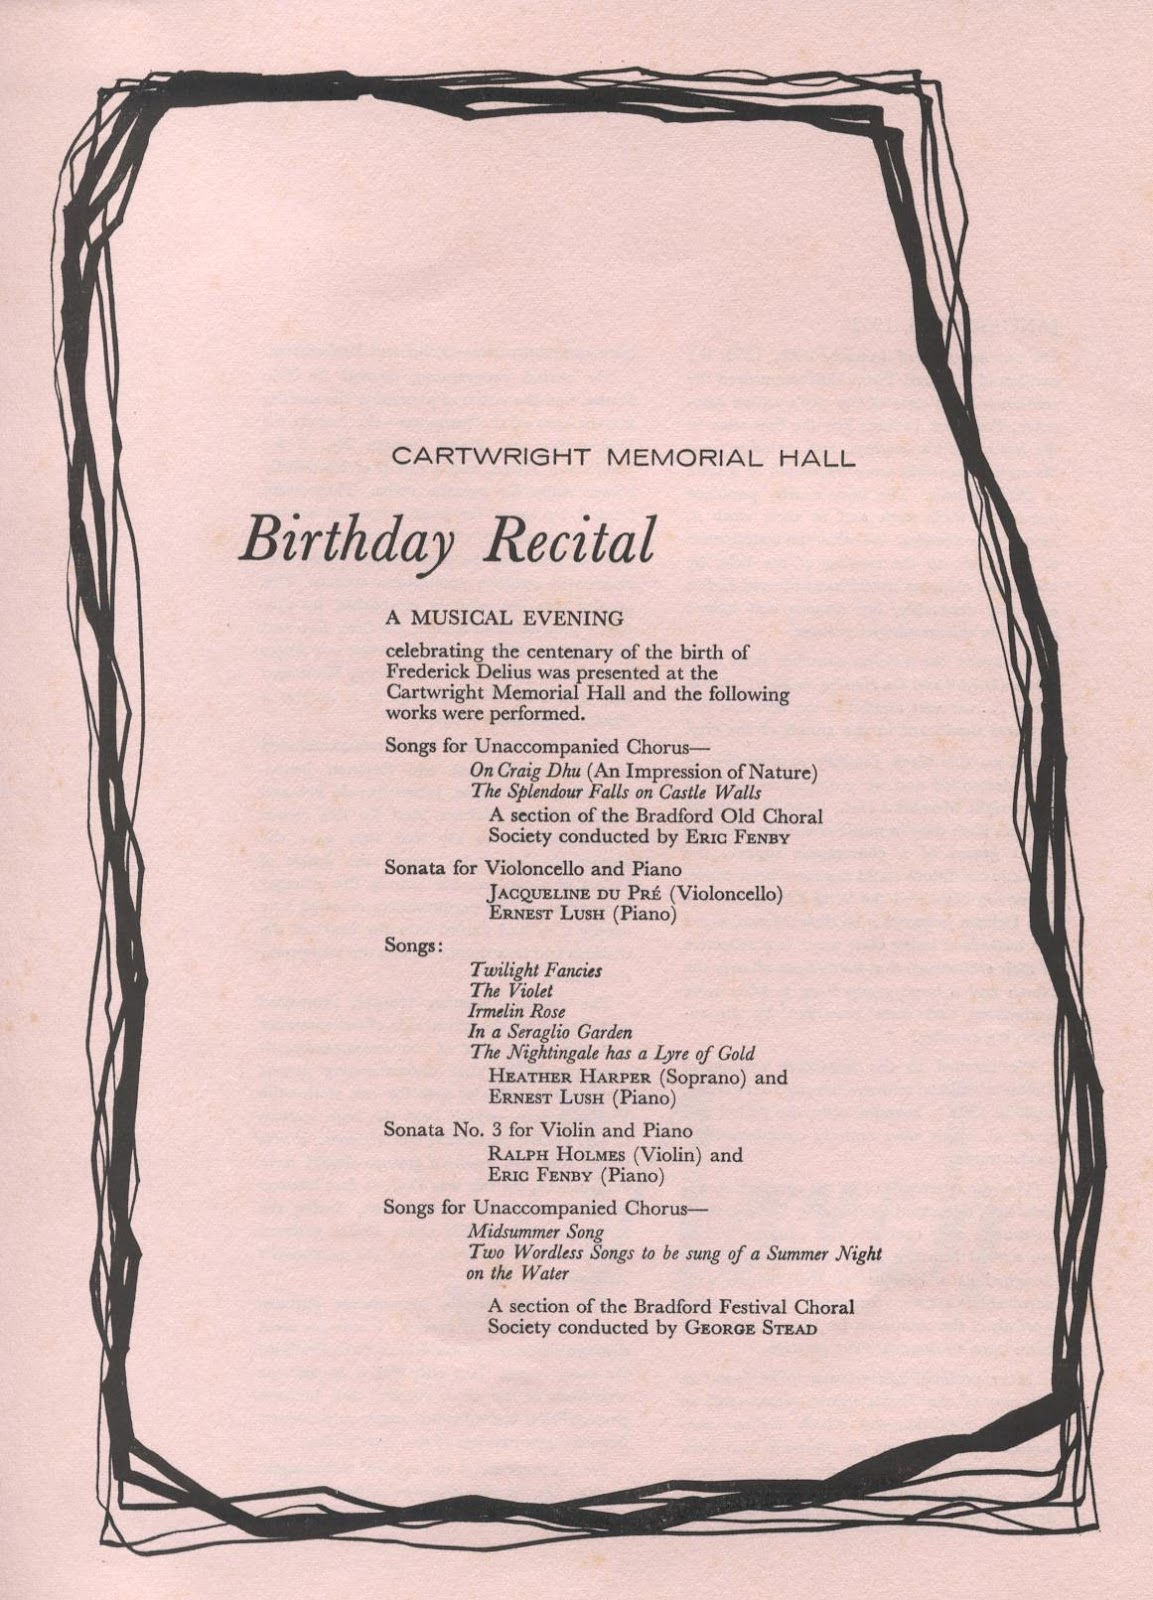 CARTWRIGHT MEMORIAL HALL
Birthday Recital
A MUSICAL EVENING
celebrating the centenary of the birth of
Frederick Delius was presented at the
Cartwright Memorial Hall and the following
works were performed.
Songs for Unaccompanied Chorus—
On Craig Dhu (An Impression of Nature)
The Splendour Falls on Castle Walls
A section of the Bradford Old Choral
Society conducted by ERIC FENBY
Sonata for Violoncello and Piano
JACQUELINE DU PRÉ (Violoncello)
ERNEST LUSH (Piano)
Songs:
Twilight Fancies
The Violet
Irmelin Rose
In a Seraglio Garden
The Nightingale has a Lyre of Gold
HEATHER HARPER (Soprano) and
ERNEST LUSH (Piano)
Sonata No. 3 for Violin and Piano
RALPH HOLMES (Violin) and
ERIC FENBY (Piano)
Songs for Unaccompanied Chorus—
Midsummer Song
Two Wordless Songs to be sung of a Summer Night
on the Water
A section of the Bradford Festival Choral
Society conducted by GEORGE STEAD